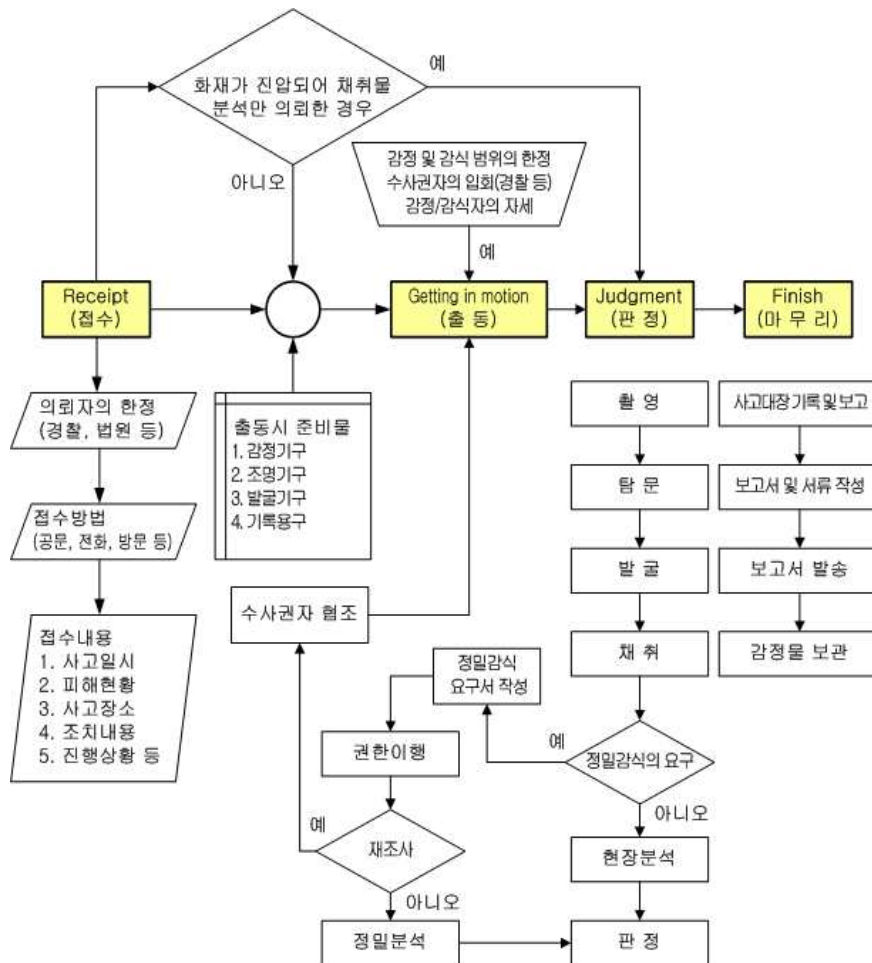 화재가 진압되어 채취물
분석만 의뢰한 경우
예
아니오
감정 및 감식 범위의 한정
수사권자의 입회(경찰 등)
감정/감식자의 자세
예
Receipt
(접수)
Getting in motion
(출 동)
Judgment
(판 정)
Finish
(마 무 리)
의뢰자의 한정
(경찰, 법원 등)
접수방법
(공문, 전화, 방문 등)
접수내용
1. 사고일시
2. 피해현황
3. 사고장소
4. 조치내용
5. 진행상황 등
출동시 준비물
1. 감정기구
2. 조명기구
3. 발굴기구
4. 기록용구
촬 영
탐 문
발 굴
채 취
사고대장 기록 및 보고
보고서 및 서류 작성
보고서 발송
감정물 보관
수사권자 협조
정밀감식
요구서 작성
권한이행
예
정밀감식의 요구
아니오
예
재조사
아니오
현장분석
정밀분석
판 정